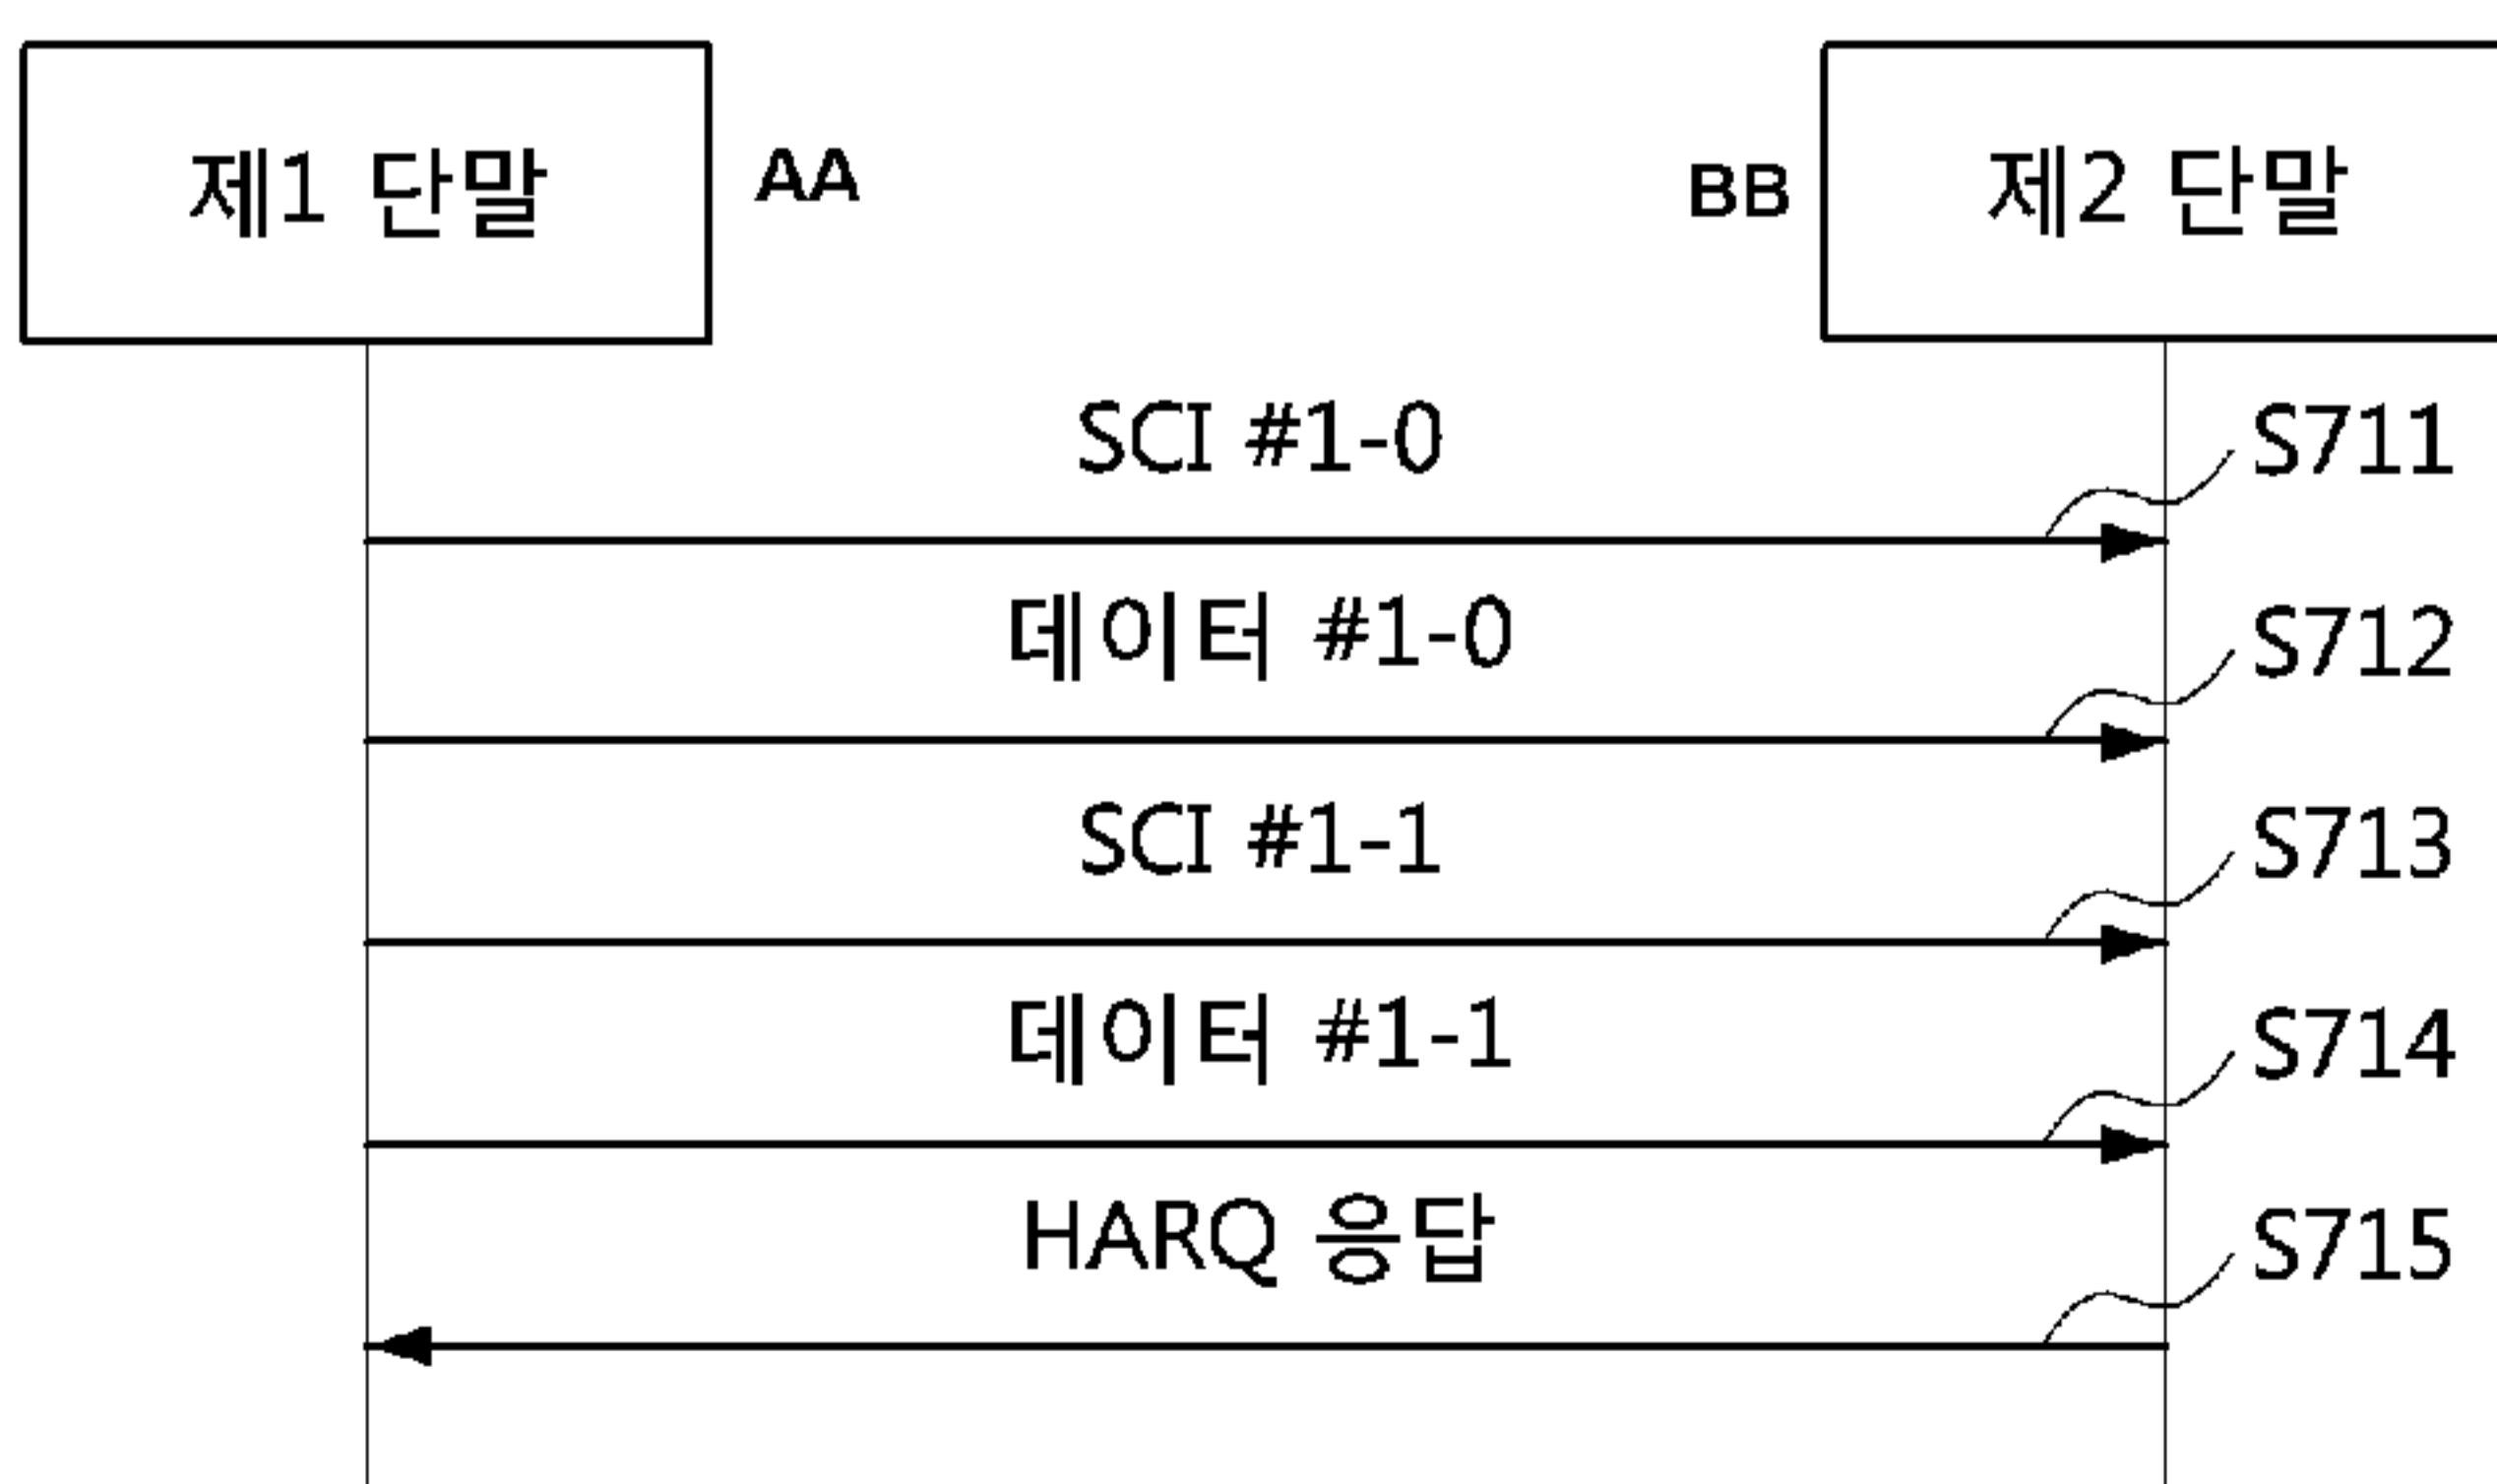 제1 단말
AA
BB
제2 단말
SCI #1-0
S711
데이터 #1-0
S712
SCI #1-1
S713
데이터 #1-1
S714
HARQ 응답
S715